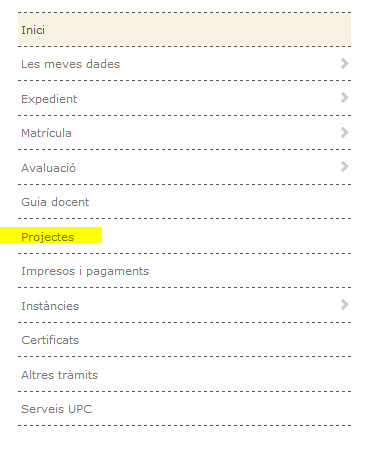 Inici
Les meves dades
Expedient
Matrícula
Avaluació
Guia docent
Projectes
Impresos i pagaments
Instàncies
Certificats
Altres tràmits
Serveis UPC